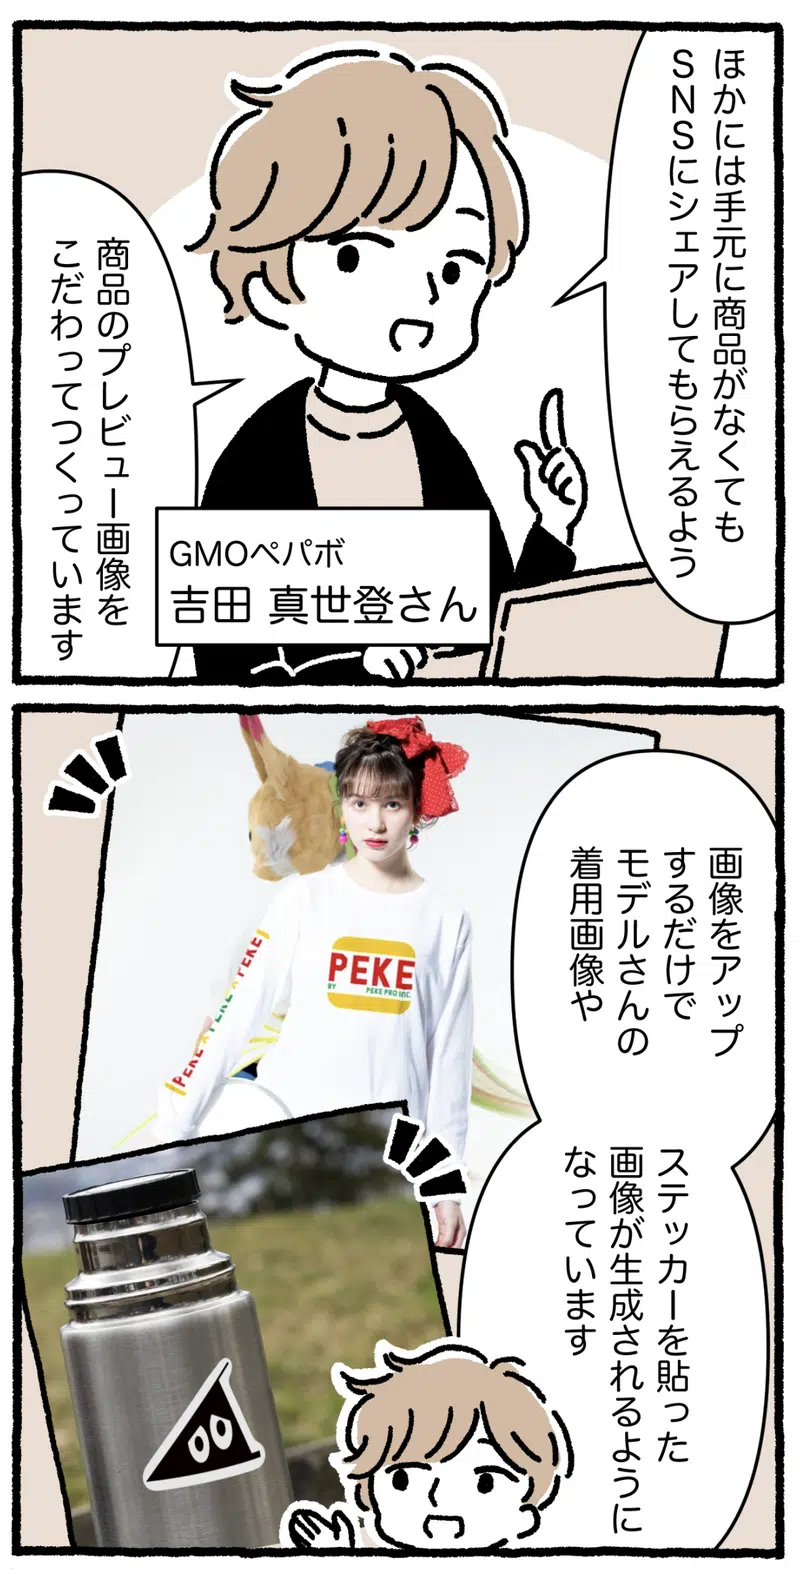 ほかには手元に商品がなくても
SNSにシェアしてもらえるよう
商品のプレビュー画像を
こだわってつくっています
GMOペパボ
吉田 真世登さん
画像をアップ
するだけで
モデルさんの
着用画像や
PEKE
BY PEKE PRO INC.
PEKE × PEKE × PEKE
ステッカーを貼った
画像が生成されるように
なっています